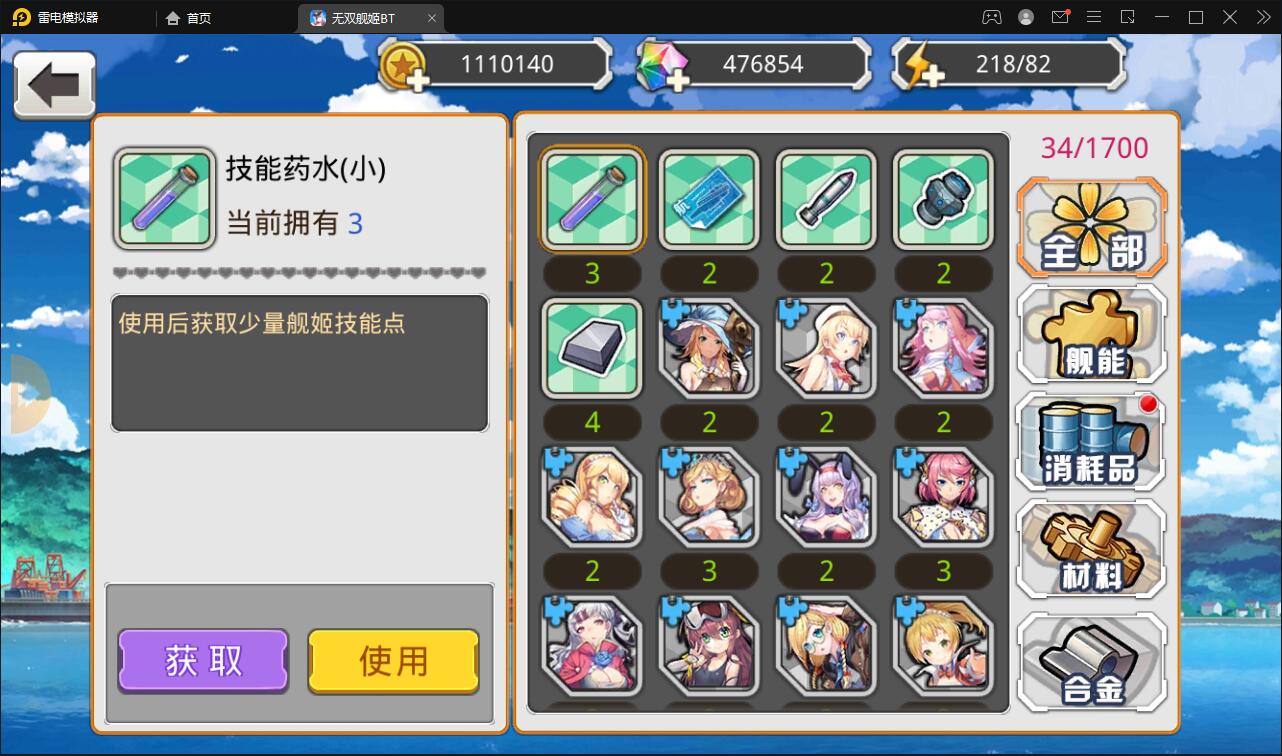 雷电模拟器
首页
无双舰姬BT
1110140
476854
218/82
技能药水(小)
当前拥有 3
使用后获取少量舰姬技能点
获取
使用
航
3
2
2
2
4
2
2
2
2
3
2
3
34/1700
全部
舰能
消耗品
材料
合金